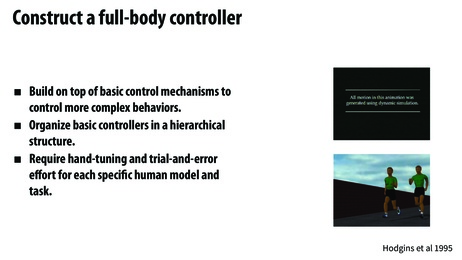 Construct a full-body controller
■ Build on top of basic control mechanisms to
control more complex behaviors.
■ Organize basic controllers in a hierarchical
structure.
■ Require hand-tuning and trial-and-error
effort for each specific human model and
task.
All motion in this animation was
generated using dynamic simulation.
Hodgins et al 1995